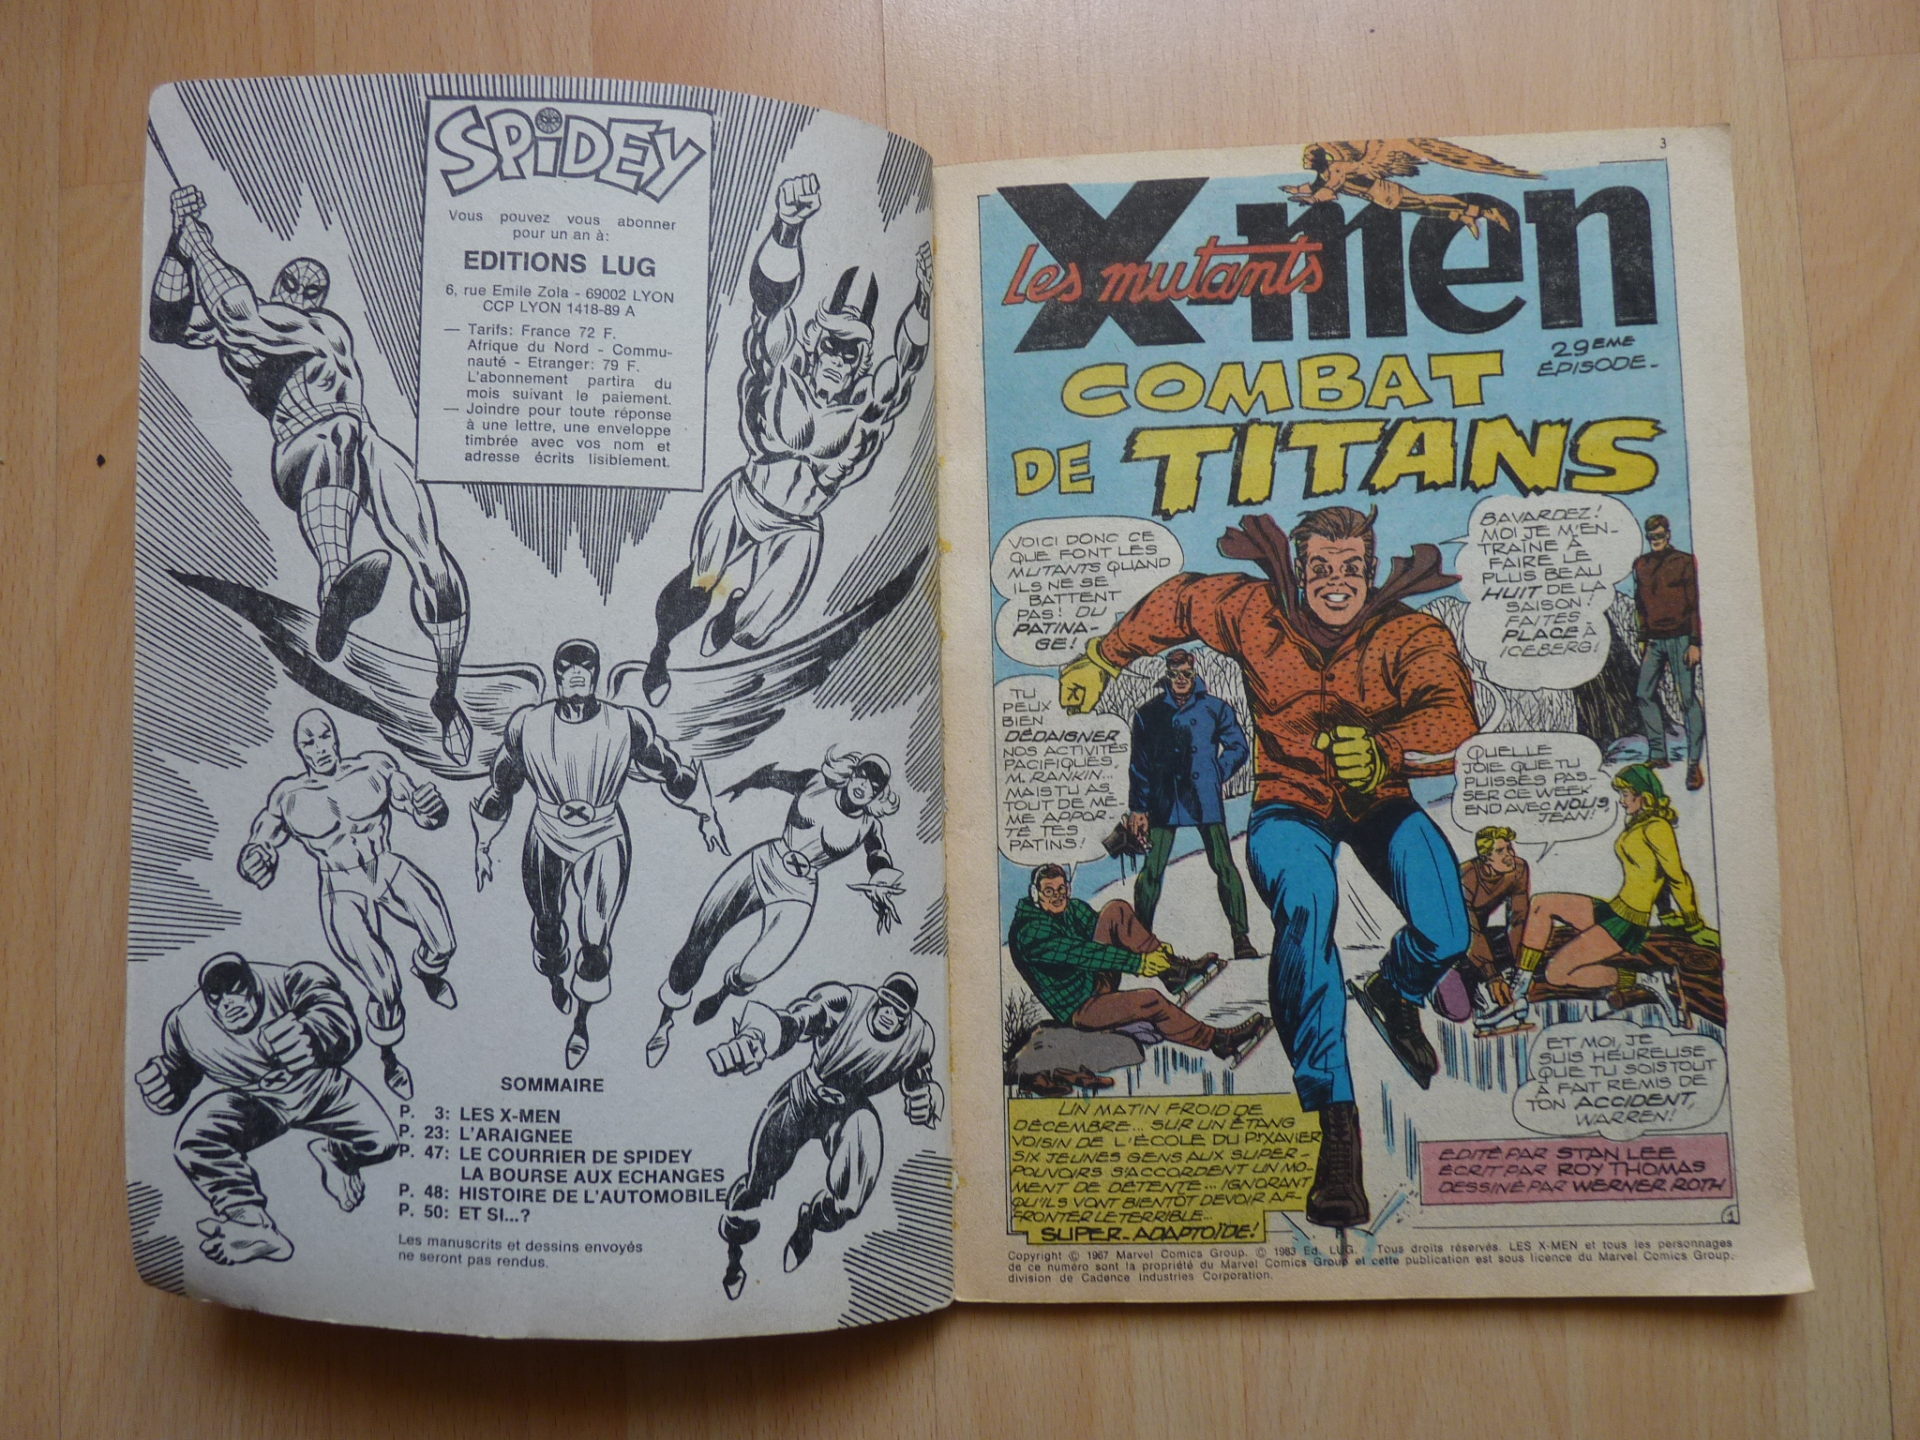 SPiDEY
Vous pouvez vous abonner
pour un an à:
EDITIONS LUG
6, rue Emile Zola - 69002 LYON
CCP LYON 1418-89 A
— Tarifs: France 72 F.
Afrique du Nord - Commu-
nauté - Etranger: 79 F.
L'abonnement partira du
mois suivant le paiement.
— Joindre pour toute réponse
à une lettre, une enveloppe
timbrée avec vos nom et
adresse écrits lisiblement.
SOMMAIRE
P. 3: LES X-MEN
P. 23: L'ARAIGNEE
P. 47: LE COURRIER DE SPIDEY
LA BOURSE AUX ECHANGES
P. 48: HISTOIRE DE L'AUTOMOBILE
P. 50: ET SI...?
Les manuscrits et dessins envoyés
ne seront pas rendus.
3
X-men
Les mutants
29EME
ÉPISODE_
COMBAT
DE TITANS
VOICI DONC CE
QUE FONT LES
MUTANTS QUAND
ILS NE SE
BATTENT
PAS! DU
PATINA-
GE!
BAVARDEZ!
MOI JE M'EN-
TRAÎNE À
FAIRE LE
PLUS BEAU
HUIT DE LA
SAISON!
FAITES
PLACE À
ICEBERG!
TU
PEUX
BIEN
DÉDAIGNER
NOS ACTIVITÉS
PACIFIQUES,
M. RANKIN...
MAIS TU AS
TOUT DE MÊ-
ME APPOR-
TÉ TES
PATINS!
QUELLE
JOIE QUE TU
PUISSES PAS-
SER CE WEEK
END AVEC NOUS,
JEAN!
ET MOI, JE
SUIS HEUREUSE
QUE TU SOIS TOUT
À FAIT REMIS DE
TON ACCIDENT,
WARREN!
UN MATIN FROID DE
DÉCEMBRE... SUR UN ÉTANG
VOISIN DE L'ÉCOLE DU Pr XAVIER
SIX JEUNES GENS AUX SUPER-
POUVOIRS S'ACCORDENT UN MO-
MENT DE DÉTENTE... IGNORANT
QU'ILS VONT BIENTÔT DEVOIR AF-
FRONTER LE TERRIBLE...
SUPER-ADAPTOÏDE!
EDITÉ PAR STAN LEE
ÉCRIT PAR ROY THOMAS
DESSINÉ PAR WERNER ROTH
1
Copyright © 1967 Marvel Comics Group. © 1983 Ed. LUG. Tous droits réservés. LES X-MEN et tous les personnages
de ce numéro sont la propriété du Marvel Comics Group et cette publication est sous licence du Marvel Comics Group.
division de Cadence Industries Corporation.